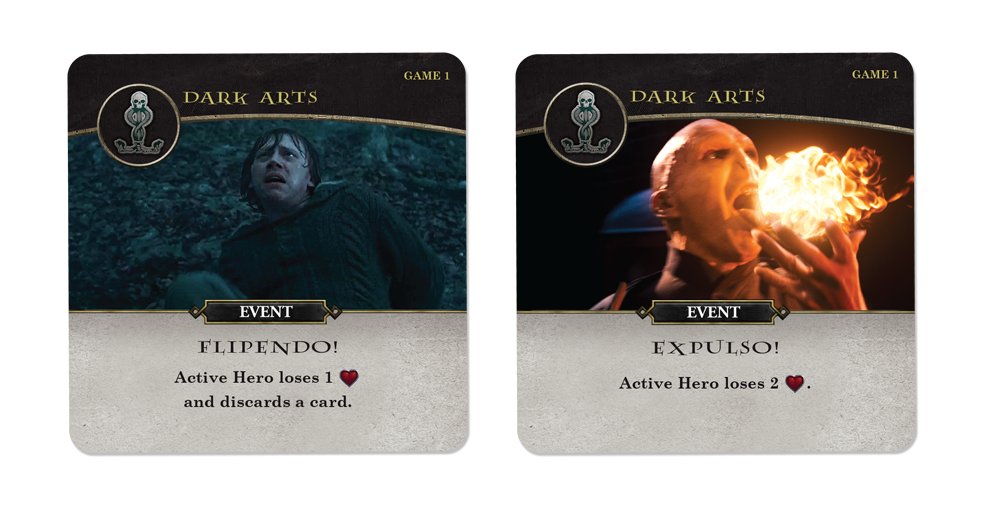 GAME 1
DARK ARTS
EVENT
FLIPENDO!
Active Hero loses 1
and discards a card.
GAME 1
DARK ARTS
EVENT
EXPULSO!
Active Hero loses 2 .